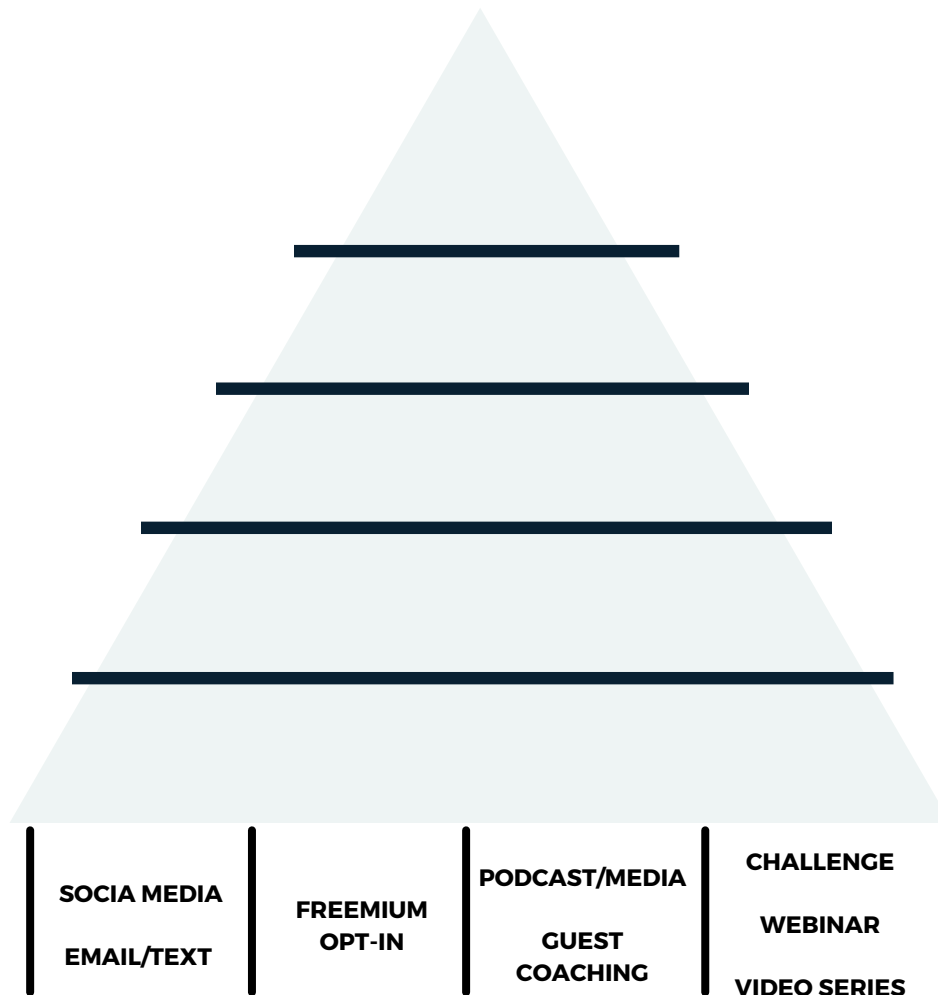 SOCIA MEDIA
EMAIL/TEXT
FREEMIUM
OPT-IN
PODCAST/MEDIA
GUEST
COACHING
CHALLENGE
WEBINAR
VIDEO SERIES